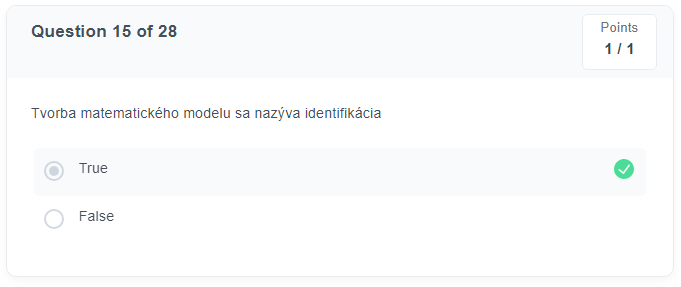 Question 15 of 28
Points
1 / 1
Tvorba matematického modelu sa nazýva identifikácia
True
False